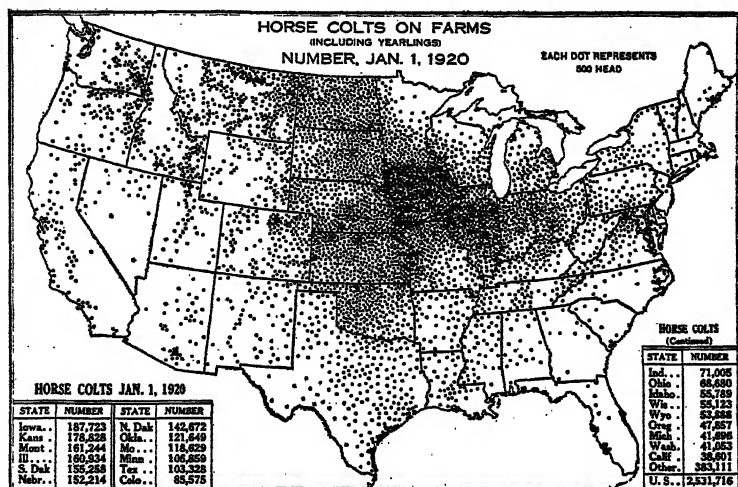 HORSE COLTS ON FARMS
(INCLUDING YEARLINGS)
NUMBER, JAN. 1, 1920
EACH DOT REPRESENTS
500 HEAD
HORSE COLTS JAN. 1, 1920
STATE NUMBER STATE NUMBER
Iowa.. 187,723 N. Dak 142,672
Kans. 178,828 Okla.. 121,649
Mont. 161,244 Mo... 118,629
Ill.... 160,934 Minn 106,859
S. Dak 155,258 Tex... 103,328
Nebr.. 152,214 Colo.. 85,575
HORSE COLTS
(Continued)
STATE NUMBER
Ind... 71,005
Ohio.. 68,680
Idaho. 55,789
Wis... 55,123
Wyo.. 53,888
Oreg. 47,857
Mich. 41,896
Wash. 41,053
Calif. 38,601
Other. 383,111
U.S.. 2,531,716